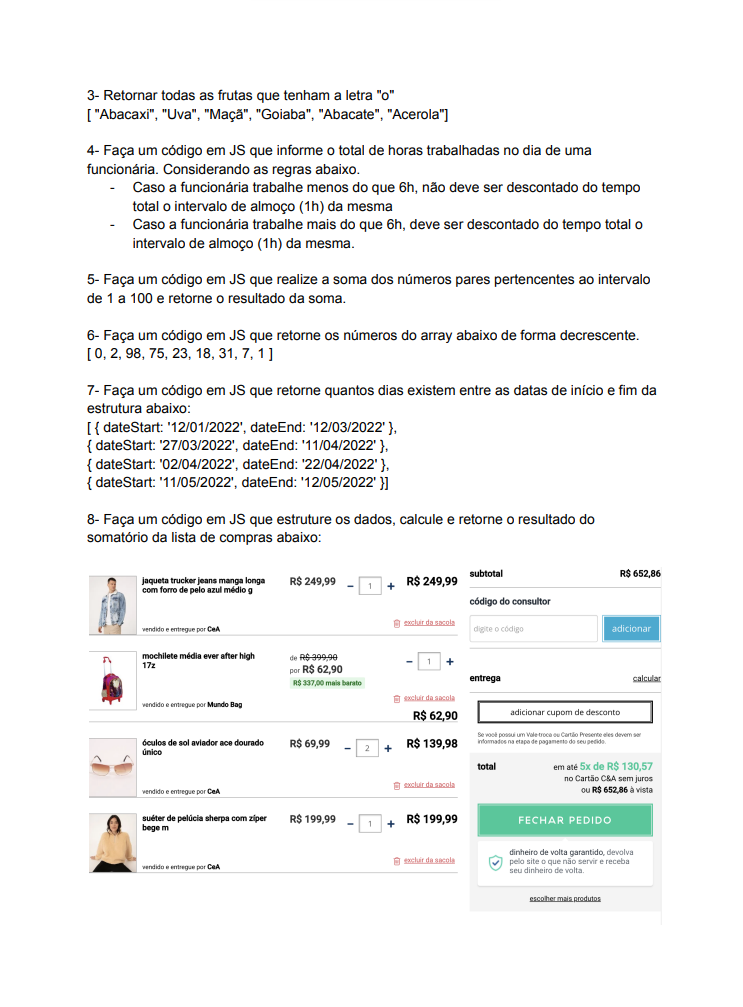 3- Retornar todas as frutas que tenham a letra "o"
[ "Abacaxi", "Uva", "Maçã", "Goiaba", "Abacate", "Acerola"]
4- Faça um código em JS que informe o total de horas trabalhadas no dia de uma
funcionária. Considerando as regras abaixo.
- Caso a funcionária trabalhe menos do que 6h, não deve ser descontado do tempo
total o intervalo de almoço (1h) da mesma
- Caso a funcionária trabalhe mais do que 6h, deve ser descontado do tempo total o
intervalo de almoço (1h) da mesma.
5- Faça um código em JS que realize a soma dos números pares pertencentes ao intervalo
de 1 a 100 e retorne o resultado da soma.
6- Faça um código em JS que retorne os números do array abaixo de forma decrescente.
[ 0, 2, 98, 75, 23, 18, 31, 7, 1 ]
7- Faça um código em JS que retorne quantos dias existem entre as datas de início e fim da
estrutura abaixo:
[ { dateStart: '12/01/2022', dateEnd: '12/03/2022' },
{ dateStart: '27/03/2022', dateEnd: '11/04/2022' },
{ dateStart: '02/04/2022', dateEnd: '22/04/2022' },
{ dateStart: '11/05/2022', dateEnd: '12/05/2022' }]
8- Faça um código em JS que estruture os dados, calcule e retorne o resultado do
somatório da lista de compras abaixo:
jaqueta trucker jeans manga longa
com forro de pelo azul médio g
R$ 249,99 − 1 + R$ 249,99
excluir da sacola
vendido e entregue por CeA
mochilete média ever after high
17z
de R$ 399,90
por R$ 62,90
R$ 337,00 mais barato
− 1 +
excluir da sacola
vendido e entregue por Mundo Bag
R$ 62,90
óculos de sol aviador ace dourado
único
R$ 69,99 − 2 + R$ 139,98
excluir da sacola
vendido e entregue por CeA
suéter de pelúcia sherpa com zíper
bege m
R$ 199,99 − 1 + R$ 199,99
excluir da sacola
vendido e entregue por CeA
subtotal R$ 652,86
código do consultor
digite o código adicionar
entrega calcular
adicionar cupom de desconto
Se você possui um Vale-troca ou Cartão Presente eles devem ser
informados na etapa de pagamento do seu pedido.
total em até 5x de R$ 130,57
no Cartão C&A sem juros
ou R$ 652,86 à vista
FECHAR PEDIDO
dinheiro de volta garantido, devolva
pelo site o que não servir e receba
seu dinheiro de volta.
escolher mais produtos